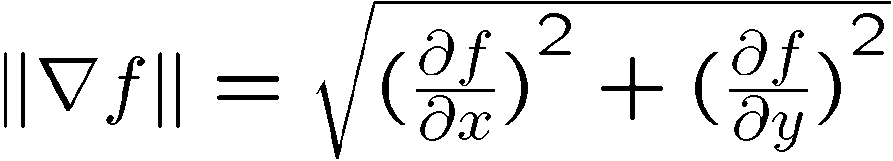 ||∇f|| = √((∂f/∂x)² + (∂f/∂y)²)